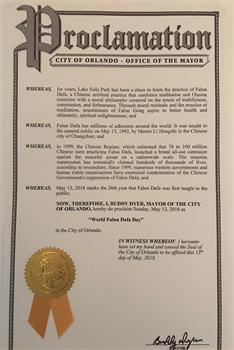 Proclamation
CITY OF ORLANDO - OFFICE OF THE MAYOR
WHEREAS, for years, Lake Eola Park has been a place to learn the practice of Falun
Dafa, a Chinese spiritual practice that combines meditation and Qigong
exercises with a moral philosophy centered on the tenets of truthfulness,
compassion, and forbearance. Through moral rectitude and the practice of
meditation, practitioners of Falun Gong aspire to better health and
ultimately, spiritual enlightenment; and
WHEREAS, Falun Dafa has millions of adherents around the world. It was taught to
the general public on May 13, 1992, by Master Li Hongzhi in the Chinese
city of Changchun; and
WHEREAS, in 1999, the Chinese Regime, which estimated that 70 to 100 million
Chinese were practicing Falun Dafa, launched a broad all-out campaign
against the peaceful group on a nationwide scale. The ongoing
suppression has potentially claimed hundreds of thousands of lives,
according to researchers. Since 1999, numerous western governments and
human rights organizations have expressed condemnation of the Chinese
Government's suppression of Falun Dafa; and
WHEREAS, May 13, 2018 marks the 26th year that Falun Dafa was first taught to the
public;
NOW, THEREFORE, I, BUDDY DYER, MAYOR OF THE CITY
OF ORLANDO, hereby do proclaim Sunday, May 13, 2018 as
"World Falun Dafa Day"
in the City of Orlando.
IN WITNESS WHEREOF, I hereunto
have set my hand and caused the Seal of
the City of Orlando to be affixed this 13th
day of May, 2018.
Buddy Dyer